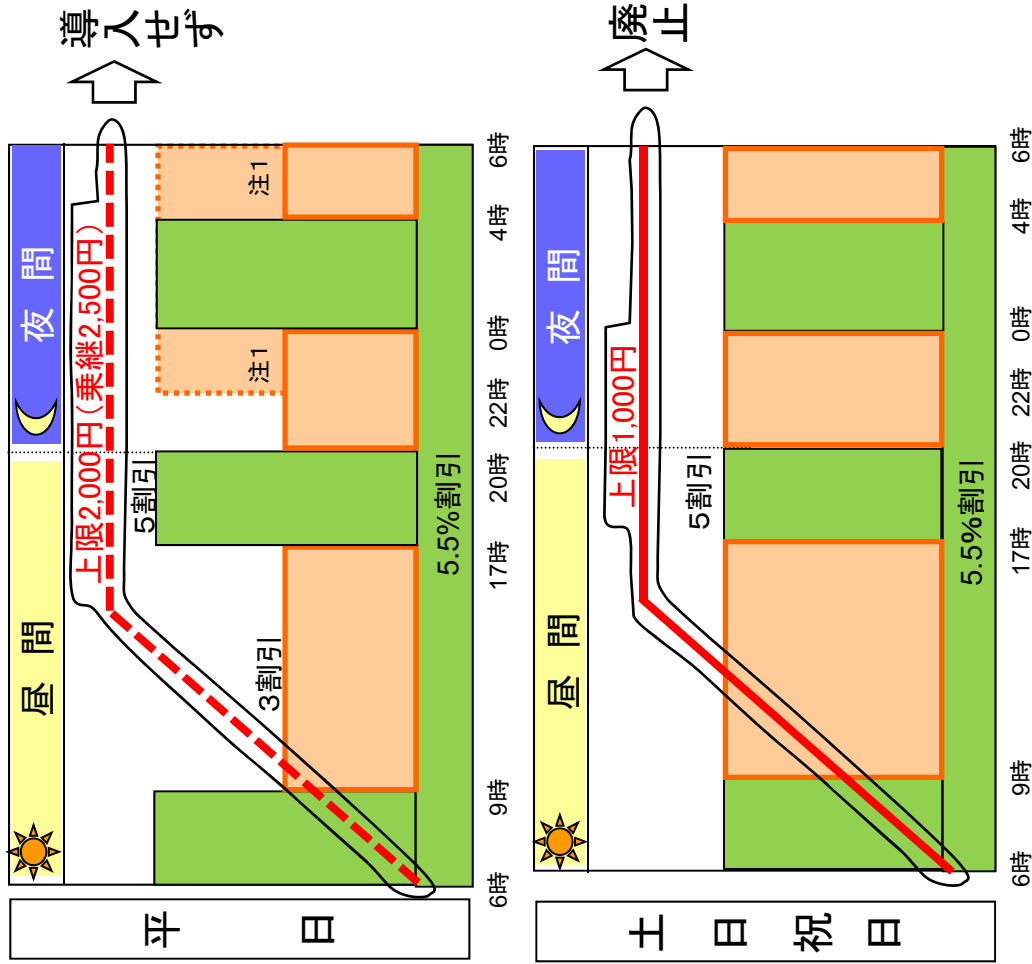 平日
昼間
夜間
導入せず
上限2,000円(乗継2,500円)
5割引
3割引
注1
注1
5.5%割引
6時
9時
17時
20時
22時
0時
4時
6時
土日祝日
昼間
夜間
廃止
上限1,000円
5割引
5.5%割引
6時
9時
17時
20時
22時
0時
4時
6時